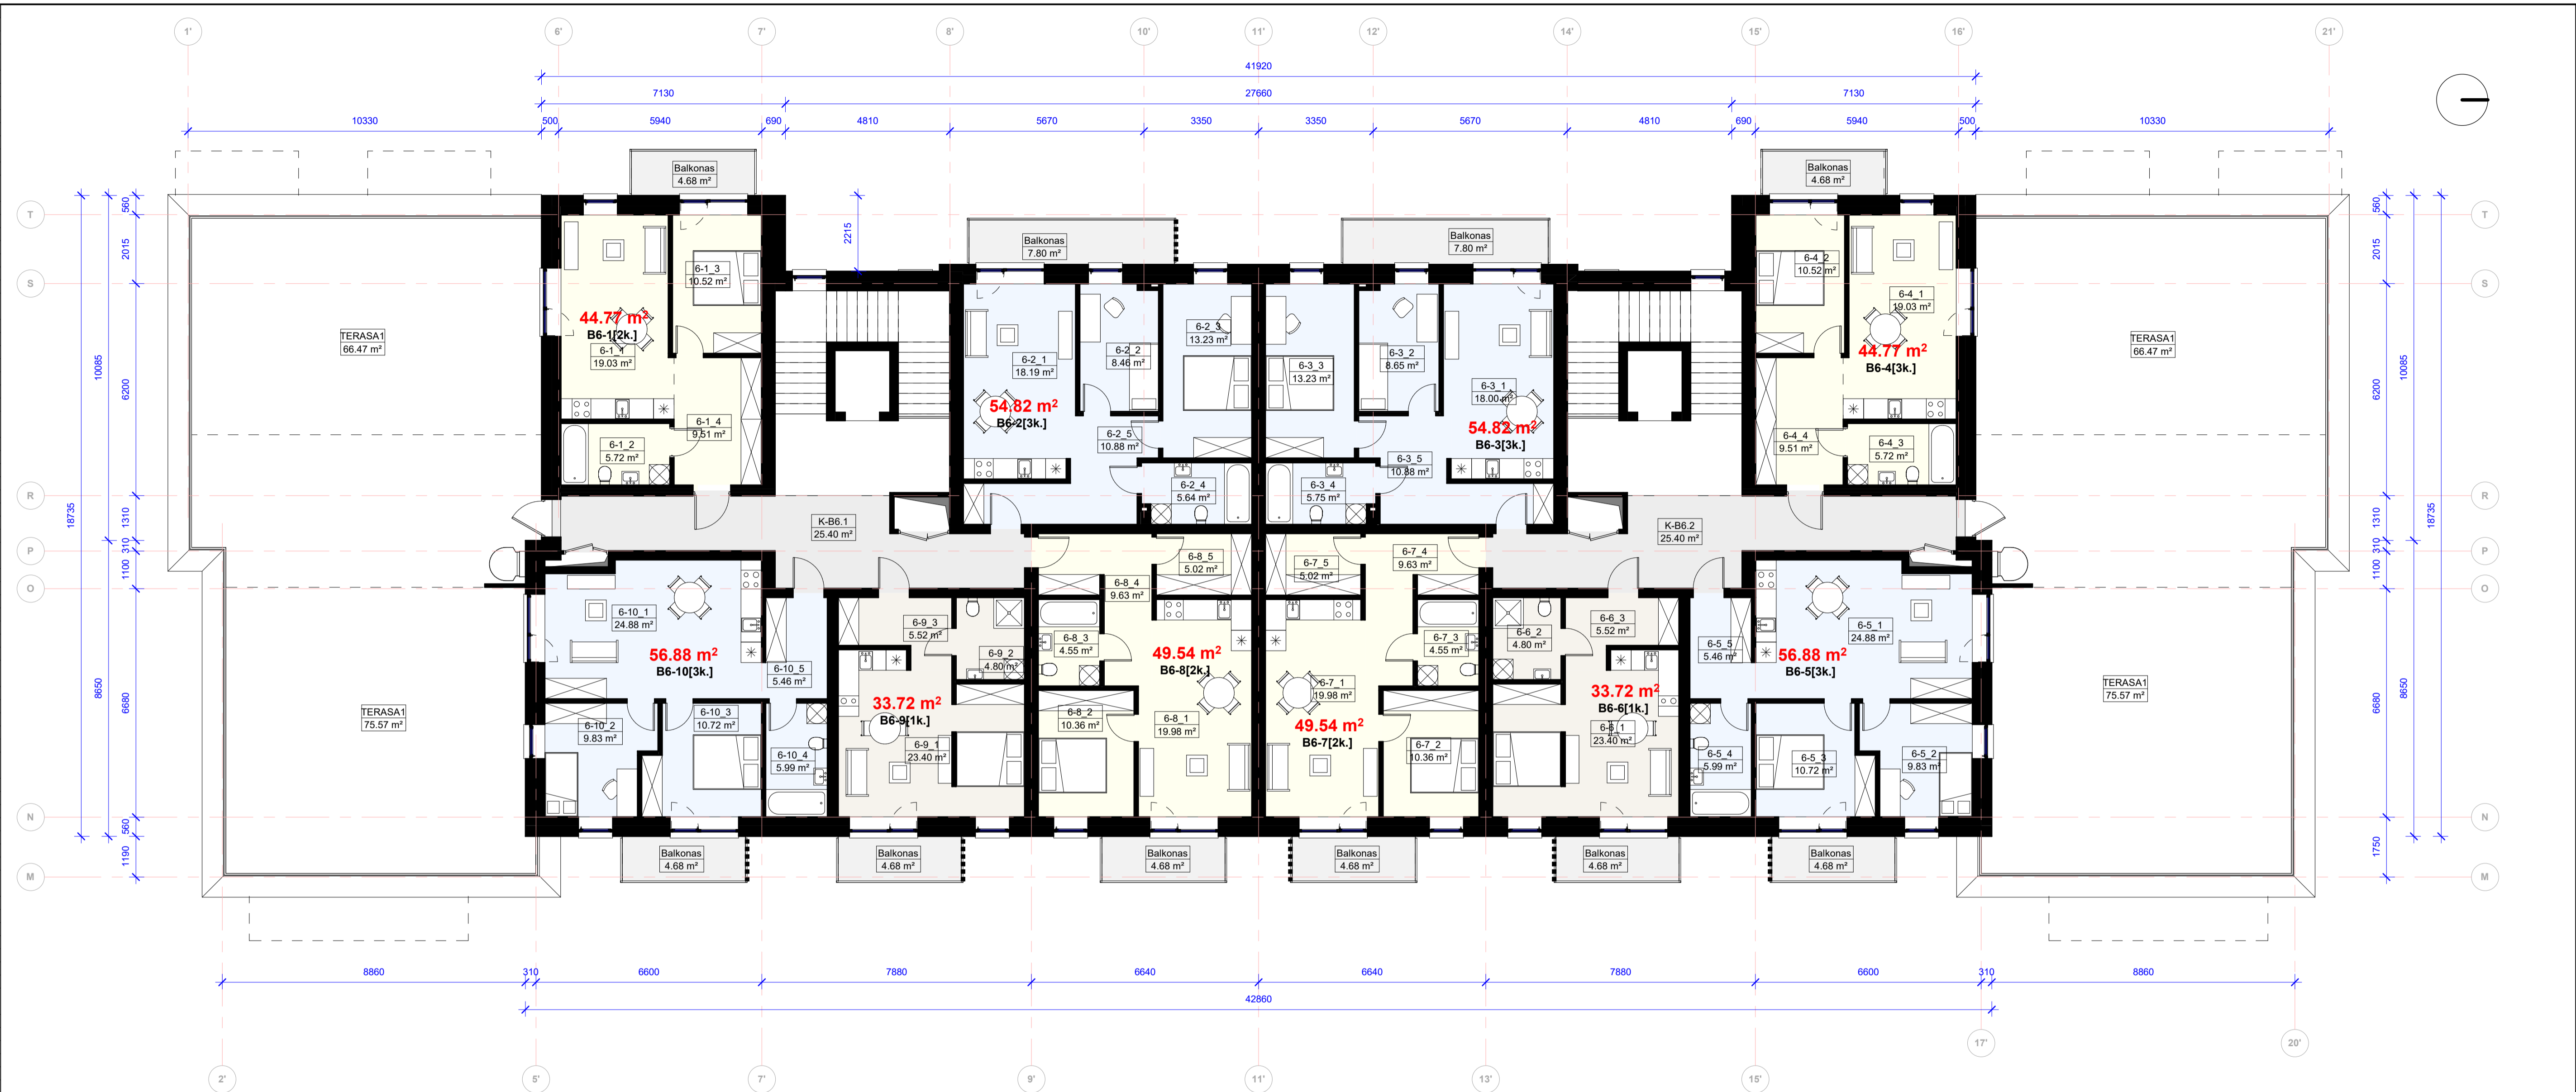 1'
6'
7'
8'
10'
11'
12'
14'
15'
16'
21'
41920
7130
27660
7130
10330
500
5940
690
4810
5670
3350
3350
5670
4810
690
5940
500
10330
Balkonas
4.68 m²
Balkonas
4.68 m²
T
560
2015
2215
Balkonas
7.80 m²
Balkonas
7.80 m²
560
2015
T
S
6-1_3
10.52 m²
6-4_2
10.52 m²
S
TERASA1
66.47 m²
44.77 m²
B6-1[2k.]
6-1_1
19.03 m²
6-2_1
18.19 m²
6-2_2
8.46 m²
6-2_3
13.23 m²
6-3_3
13.23 m²
6-3_2
8.65 m²
6-3_1
18.00 m²
6-4_1
19.03 m²
44.77 m²
B6-4[3k.]
TERASA1
66.47 m²
10085
6200
54.82 m²
B6-2[3k.]
54.82 m²
B6-3[3k.]
6200
10085
6-1_4
9.51 m²
6-1_2
5.72 m²
6-2_5
10.88 m²
6-3_5
10.88 m²
6-4_4
9.51 m²
6-4_3
5.72 m²
6-2_4
5.64 m²
6-3_4
5.75 m²
R
18735
1310
K-B6.1
25.40 m²
K-B6.2
25.40 m²
1310
18735
R
P
310
1100
310
1100
P
O
6-8_5
5.02 m²
6-8_4
9.63 m²
6-7_5
5.02 m²
6-7_4
9.63 m²
O
6-10_1
24.88 m²
56.88 m²
B6-10[3k.]
6-10_5
5.46 m²
6-9_3
5.52 m²
6-9_2
4.80 m²
6-8_3
4.55 m²
49.54 m²
B6-8[2k.]
6-7_3
4.55 m²
6-6_2
4.80 m²
6-6_3
5.52 m²
6-5_5
5.46 m²
6-5_1
24.88 m²
56.88 m²
B6-5[3k.]
8650
6680
TERASA1
75.57 m²
6-10_2
9.83 m²
6-10_3
10.72 m²
6-10_4
5.99 m²
33.72 m²
B6-9[1k.]
6-9_1
23.40 m²
6-8_2
10.36 m²
6-8_1
19.98 m²
6-7_1
19.98 m²
49.54 m²
B6-7[2k.]
6-7_2
10.36 m²
33.72 m²
B6-6[1k.]
6-6_1
23.40 m²
6-5_4
5.99 m²
6-5_3
10.72 m²
6-5_2
9.83 m²
TERASA1
75.57 m²
6680
8650
N
560
1190
Balkonas
4.68 m²
Balkonas
4.68 m²
Balkonas
4.68 m²
Balkonas
4.68 m²
Balkonas
4.68 m²
Balkonas
4.68 m²
1750
N
M
M
8860
310
6600
7880
6640
6640
7880
6600
310
8860
42860
2'
5'
7'
9'
11'
13'
15'
17'
20'